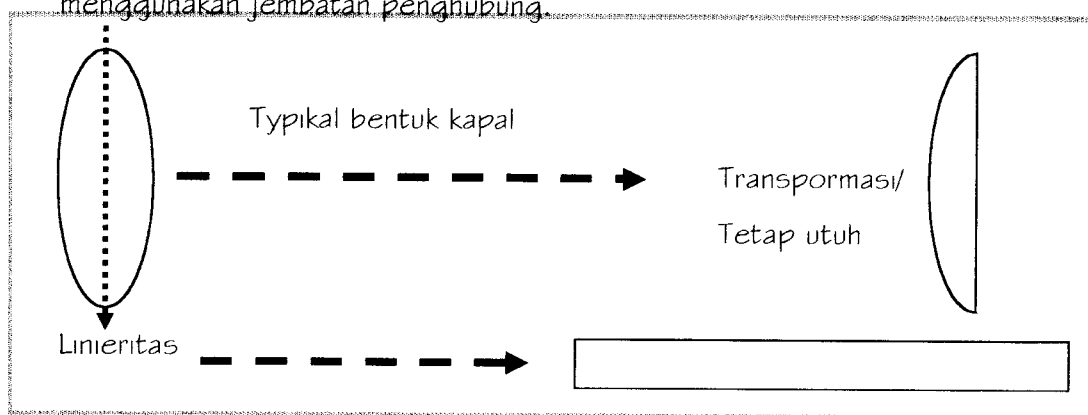 menggunakan jembatan penghubung.
Typikal bentuk kapal
Transpormasi/
Tetap utuh
Linieritas